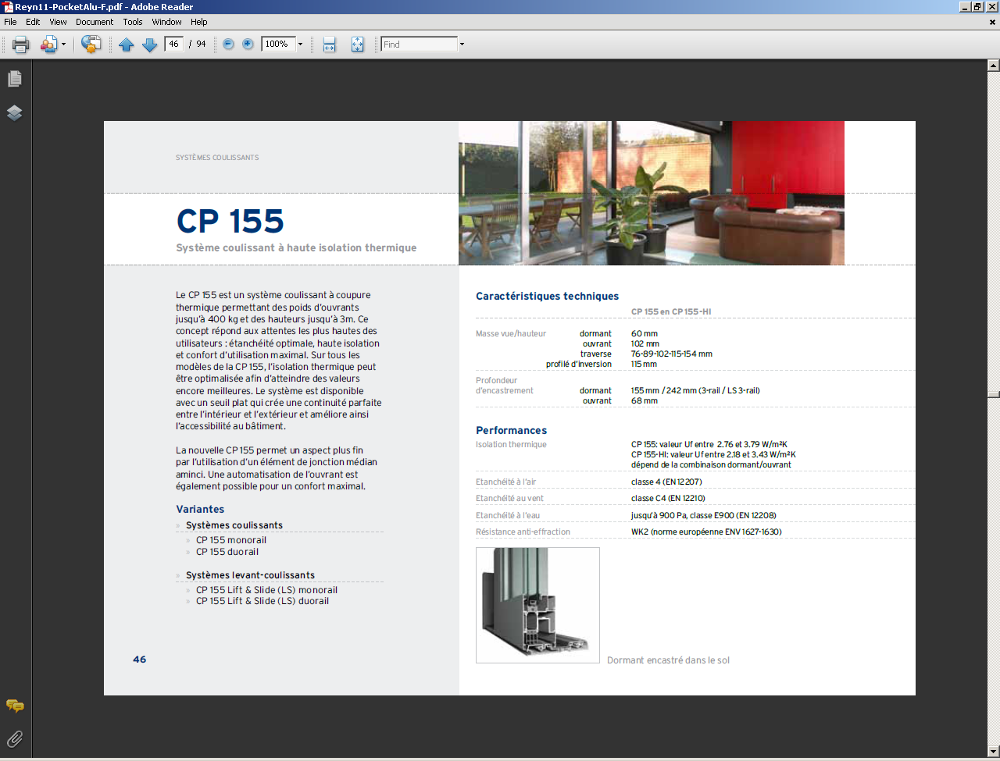 Reyn11-PocketAlu-F.pdf - Adobe Reader
File Edit View Document Tools Window Help
46 / 94 100% Find
SYSTÈMES COULISSANTS
CP 155
Système coulissant à haute isolation thermique
Le CP 155 est un système coulissant à coupure
thermique permettant des poids d'ouvrants
jusqu'à 400 kg et des hauteurs jusqu'à 3m. Ce
concept répond aux attentes les plus hautes des
utilisateurs : étanchéité optimale, haute isolation
et confort d'utilisation maximal. Sur tous les
modèles de la CP 155, l'isolation thermique peut
être optimalisée afin d'atteindre des valeurs
encore meilleures. Le système est disponible
avec un seuil plat qui crée une continuité parfaite
entre l'intérieur et l'extérieur et améliore ainsi
l'accessibilité au bâtiment.
La nouvelle CP 155 permet un aspect plus fin
par l'utilisation d'un élément de jonction médian
aminci. Une automatisation de l'ouvrant est
également possible pour un confort maximal.
Variantes
» Systèmes coulissants
» CP 155 monorail
» CP 155 duorail
» Systèmes levant-coulissants
» CP 155 Lift & Slide (LS) monorail
» CP 155 Lift & Slide (LS) duorail
46
Caractéristiques techniques
CP 155 en CP 155-HI
Masse vue/hauteur dormant 60 mm
ouvrant 102 mm
traverse 76-89-102-115-154 mm
profilé d'inversion 115 mm
Profondeur
d'encastrement dormant 155 mm / 242 mm (3-rail / LS 3-rail)
ouvrant 68 mm
Performances
Isolation thermique CP 155: valeur Uf entre 2.76 et 3.79 W/m²K
CP 155-HI: valeur Uf entre 2.18 et 3.43 W/m²K
dépend de la combinaison dormant/ouvrant
Etanchéité à l'air classe 4 (EN 12207)
Etanchéité au vent classe C4 (EN 12210)
Etanchéité à l'eau jusqu'à 900 Pa, classe E900 (EN 12208)
Résistance anti-effraction WK2 (norme européenne ENV 1627-1630)
Dormant encastré dans le sol